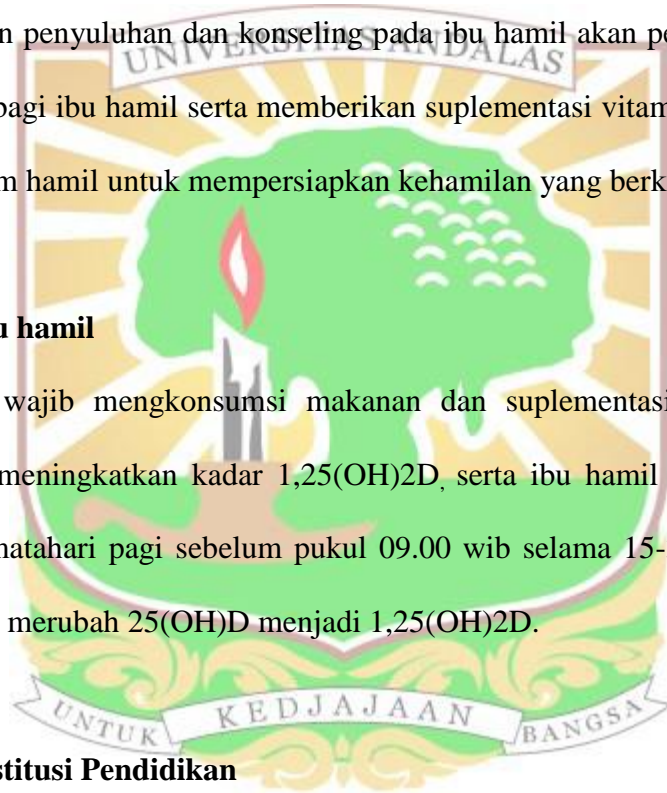 n penyuluhan dan konseling pada ibu hamil akan pe
UNIVERSITAS ANDALAS
bagi ibu hamil serta memberikan suplementasi vitam
m hamil untuk mempersiapkan kehamilan yang berk
u hamil
wajib mengkonsumsi makanan dan suplementasi
meningkatkan kadar 1,25(OH)2D, serta ibu hamil
matahari pagi sebelum pukul 09.00 wib selama 15-
merubah 25(OH)D menjadi 1,25(OH)2D.
UNTUK KEDJAJAAN BANGSA
stitusi Pendidikan